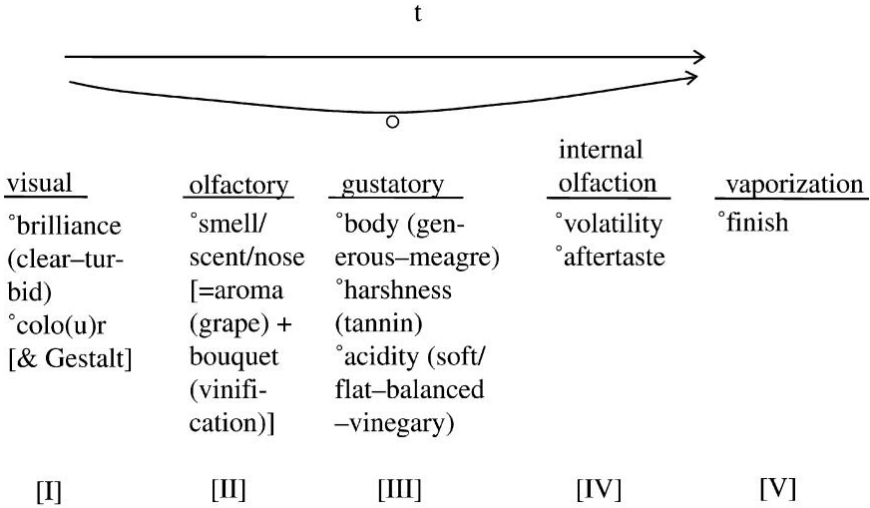 t
visual
°brilliance
(clear–tur-
bid)
°colo(u)r
[& Gestalt]
[I]
olfactory
°smell/
scent/nose
[=aroma
(grape) +
bouquet
(vinifi-
cation)]
[II]
gustatory
°body (gen-
erous–meagre)
°harshness
(tannin)
°acidity (soft/
flat–balanced
–vinegary)
[III]
internal
olfaction
°volatility
°aftertaste
[IV]
vaporization
°finish
[V]